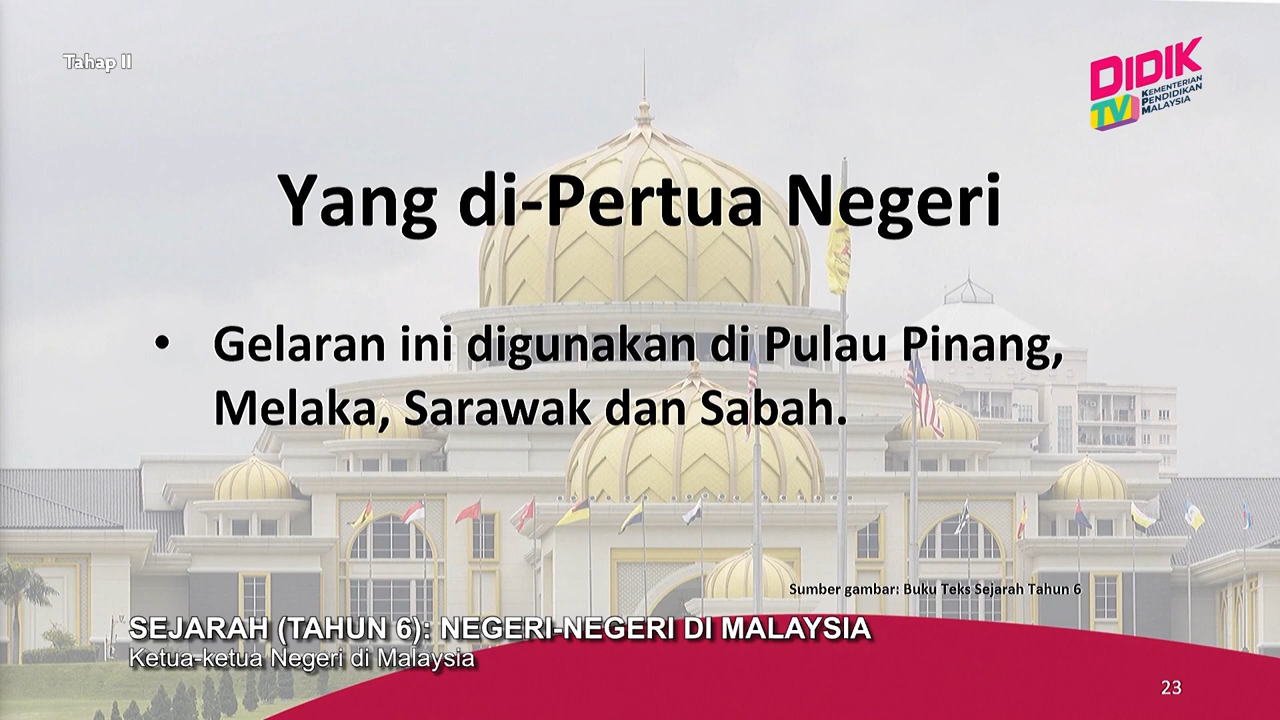 Tahap II
DIDIK
TV
KEMENTERIAN
PENDIDIKAN
MALAYSIA
Yang di-Pertua Negeri
• Gelaran ini digunakan di Pulau Pinang,
Melaka, Sarawak dan Sabah.
Sumber gambar: Buku Teks Sejarah Tahun 6
SEJARAH (TAHUN 6): NEGERI-NEGERI DI MALAYSIA
Ketua-ketua Negeri di Malaysia
23